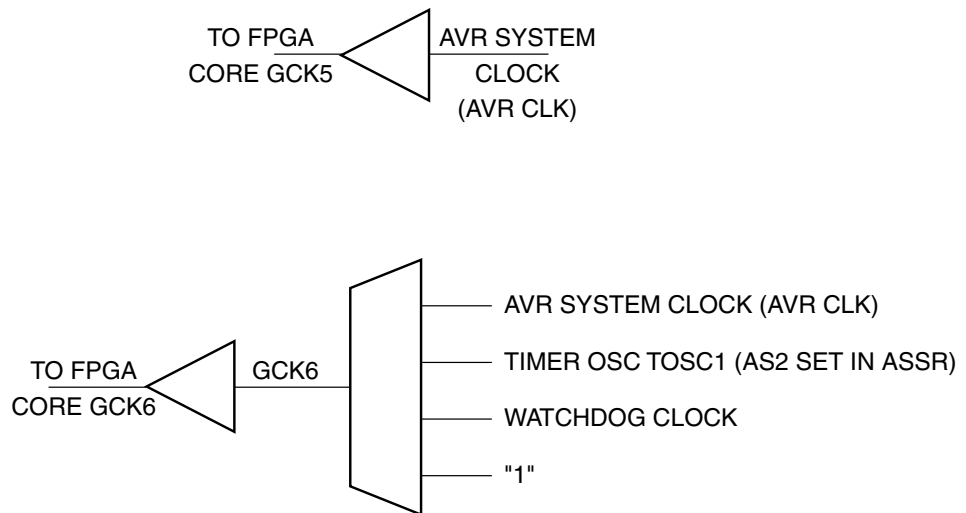 TO FPGA
CORE GCK5
AVR SYSTEM
CLOCK
(AVR CLK)
AVR SYSTEM CLOCK (AVR CLK)
TIMER OSC TOSC1 (AS2 SET IN ASSR)
TO FPGA
CORE GCK6
GCK6
WATCHDOG CLOCK
"1"